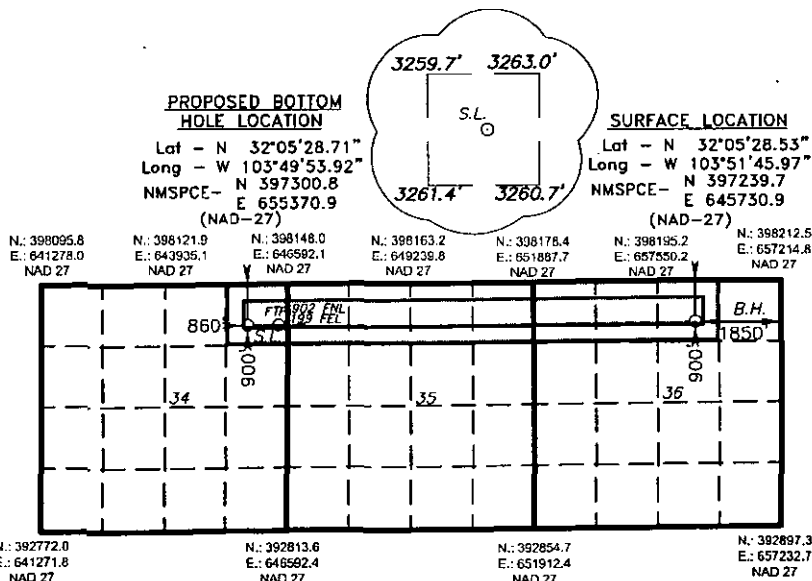 3259.7' 3263.0'
S.L.
3261.4' 3260.7'
PROPOSED BOTTOM
HOLE LOCATION
Lat - N 32°05'28.71"
Long - W 103°49'53.92"
NMSPCE- N 397300.8
E 655370.9
(NAD-27)
SURFACE LOCATION
Lat - N 32°05'28.53"
Long - W 103°51'45.97"
NMSPCE- N 397239.7
E 645730.9
(NAD-27)
N.: 398095.8
E.: 641278.0
NAD 27
N.: 398121.9
E.: 643935.1
NAD 27
N.: 398148.0
E.: 646592.1
NAD 27
N.: 398163.2
E.: 649239.8
NAD 27
N.: 398178.4
E.: 651887.7
NAD 27
N.: 398195.2
E.: 657550.2
NAD 27
N.: 398212.5
E.: 657214.8
NAD 27
FTP 902 FNL
199 FEL
860'
S.L.
900'
B.H.
1850'
900'
34 35 36
N.: 392772.0
E.: 641271.8
NAD 27
N.: 392813.6
E.: 646592.4
NAD 27
N.: 392854.7
E.: 651912.4
NAD 27
N.: 392897.3
E.: 657232.7
NAD 27